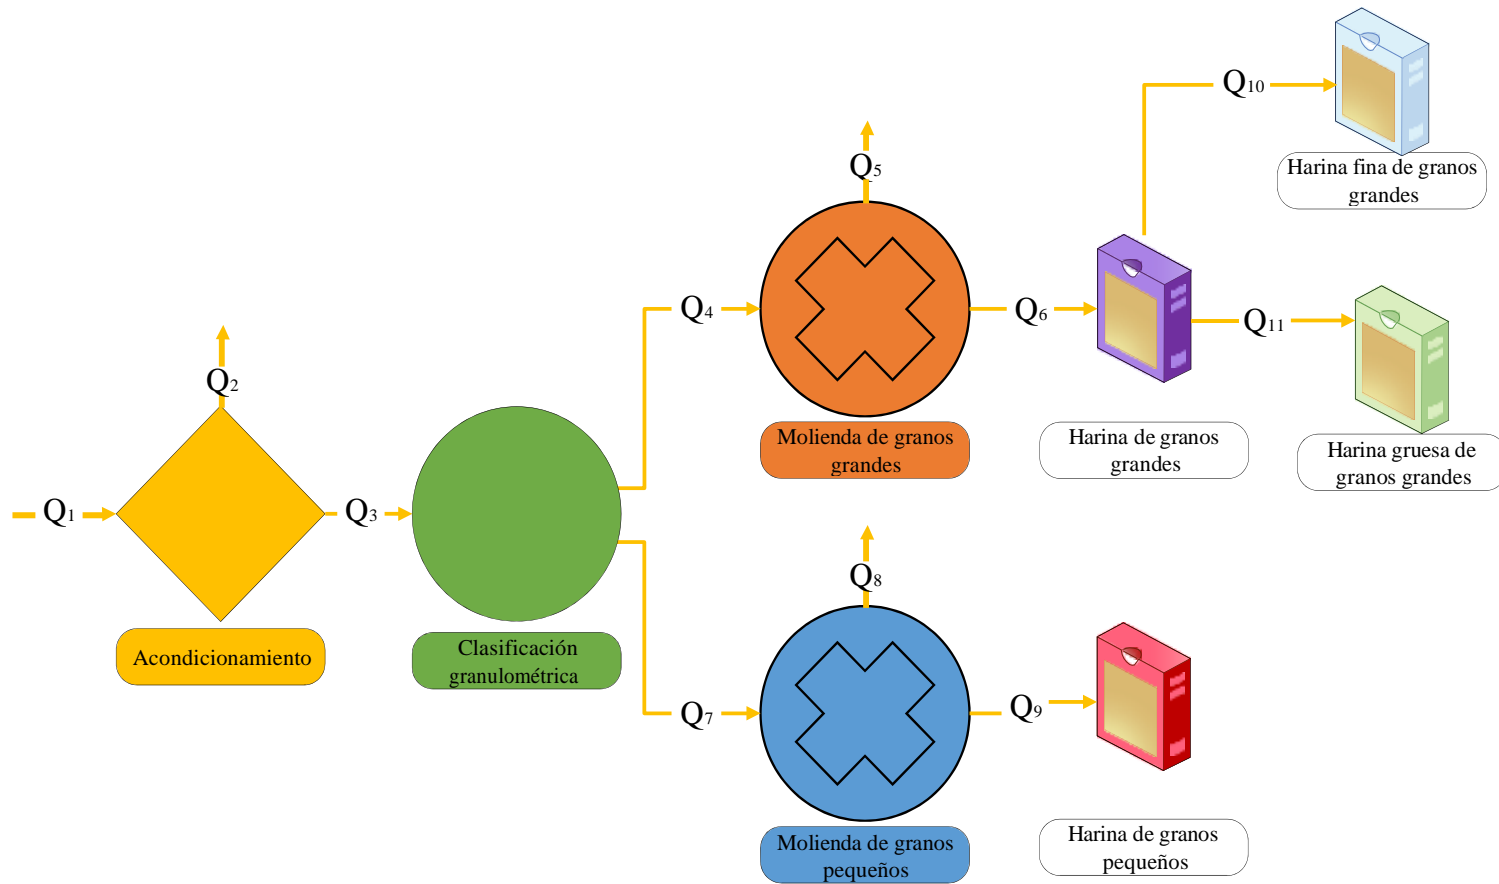 Q10
Harina fina de granos
grandes
Q5
Q4
Q6
Q11
Q2
Molienda de granos
grandes
Harina de granos
grandes
Harina gruesa de
granos grandes
Q1
Q3
Q8
Acondicionamiento
Clasificación
granulométrica
Q7
Q9
Molienda de granos
pequeños
Harina de granos
pequeños